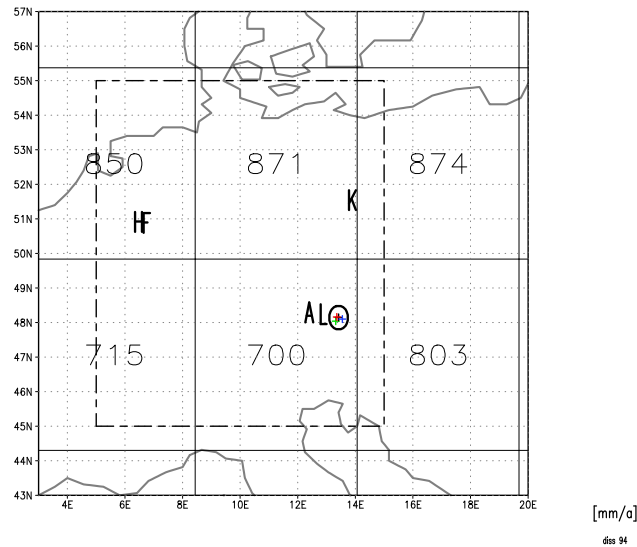 57N
56N
55N
54N
53N
850 871 874
52N
K
51N
HF
50N
49N
AL
48N
715 700 803
47N
46N
45N
44N
43N
4E 6E 8E 10E 12E 14E 16E 18E 20E
[mm/a]
diss 94